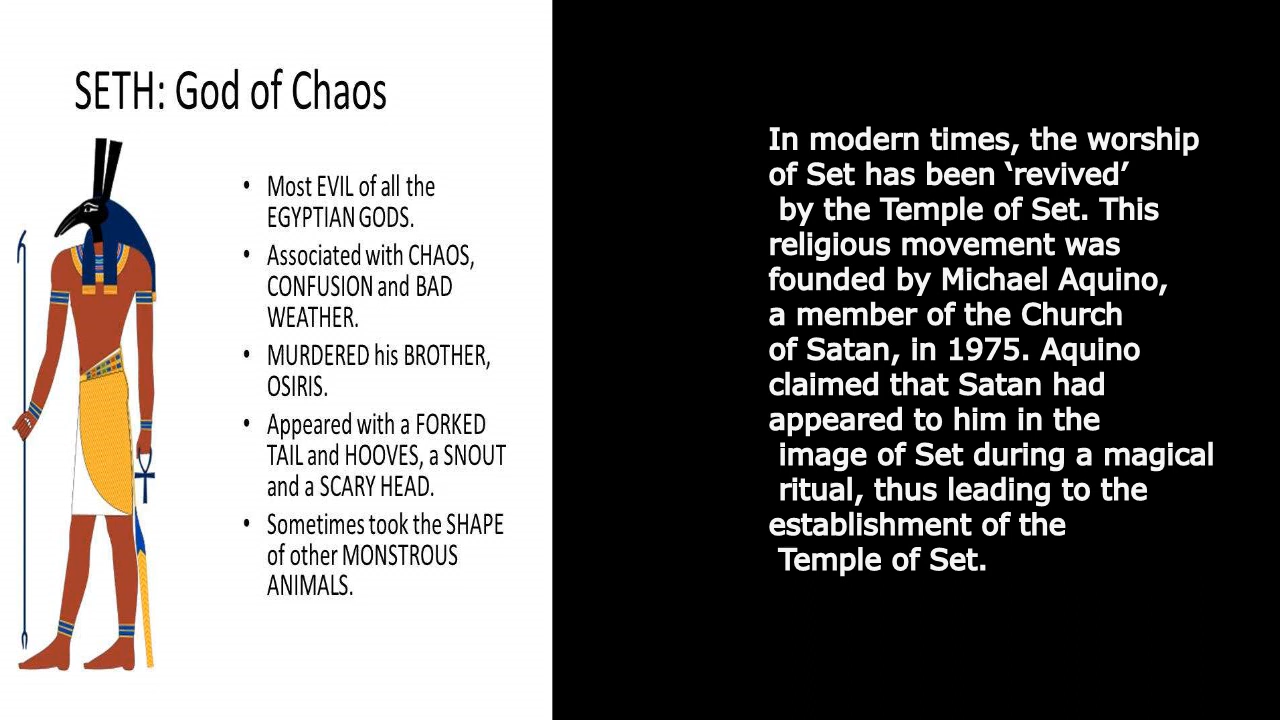 SETH: God of Chaos
• Most EVIL of all the
EGYPTIAN GODS.
• Associated with CHAOS,
CONFUSION and BAD
WEATHER.
• MURDERED his BROTHER,
OSIRIS.
• Appeared with a FORKED
TAIL and HOOVES, a SNOUT
and a SCARY HEAD.
• Sometimes took the SHAPE
of other MONSTROUS
ANIMALS.
In modern times, the worship
of Set has been ‘revived’
by the Temple of Set. This
religious movement was
founded by Michael Aquino,
a member of the Church
of Satan, in 1975. Aquino
claimed that Satan had
appeared to him in the
image of Set during a magical
ritual, thus leading to the
establishment of the
Temple of Set.